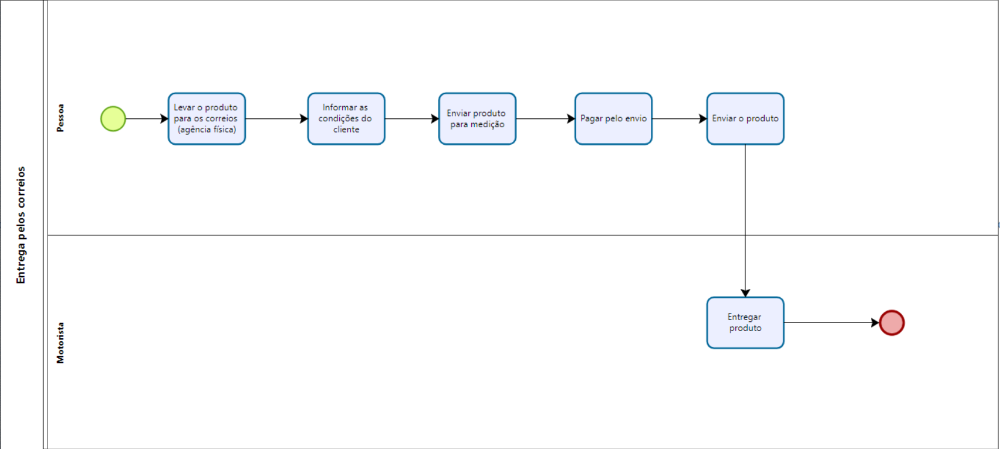 Entrega pelos correios
Pessoa
Levar o produto
para os correios
(agência física)
Informar as
condições do
cliente
Enviar produto
para medição
Pagar pelo envio
Enviar o produto
Motorista
Entregar
produto